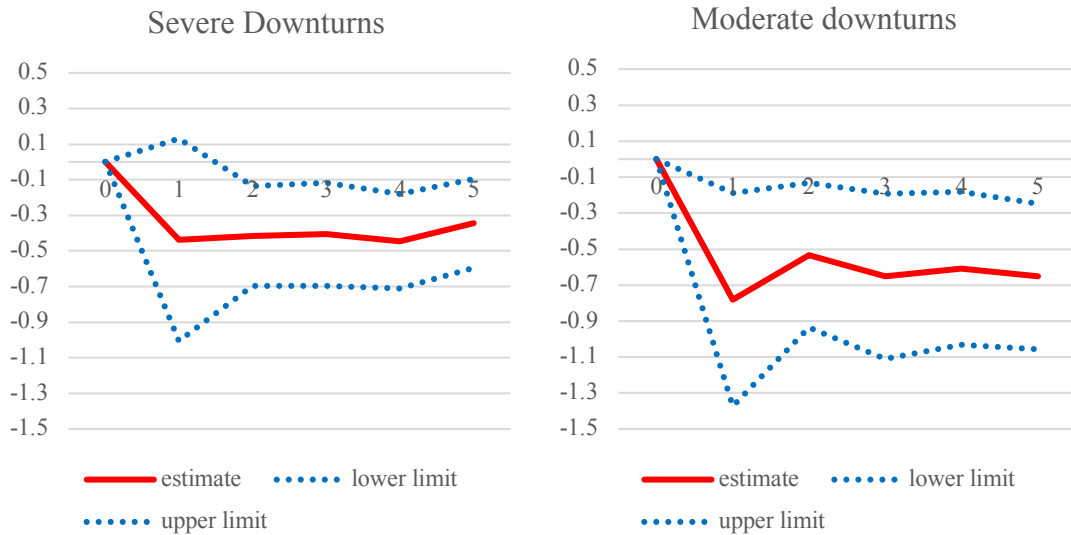 Severe Downturns
0.5
0.3
0.1
-0.1
-0.3
-0.5
-0.7
-0.9
-1.1
-1.3
-1.5
0 1 2 3 4 5
estimate lower limit
upper limit
Moderate downturns
0.5
0.3
0.1
-0.1
-0.3
-0.5
-0.7
-0.9
-1.1
-1.3
-1.5
0 1 2 3 4 5
estimate lower limit
upper limit